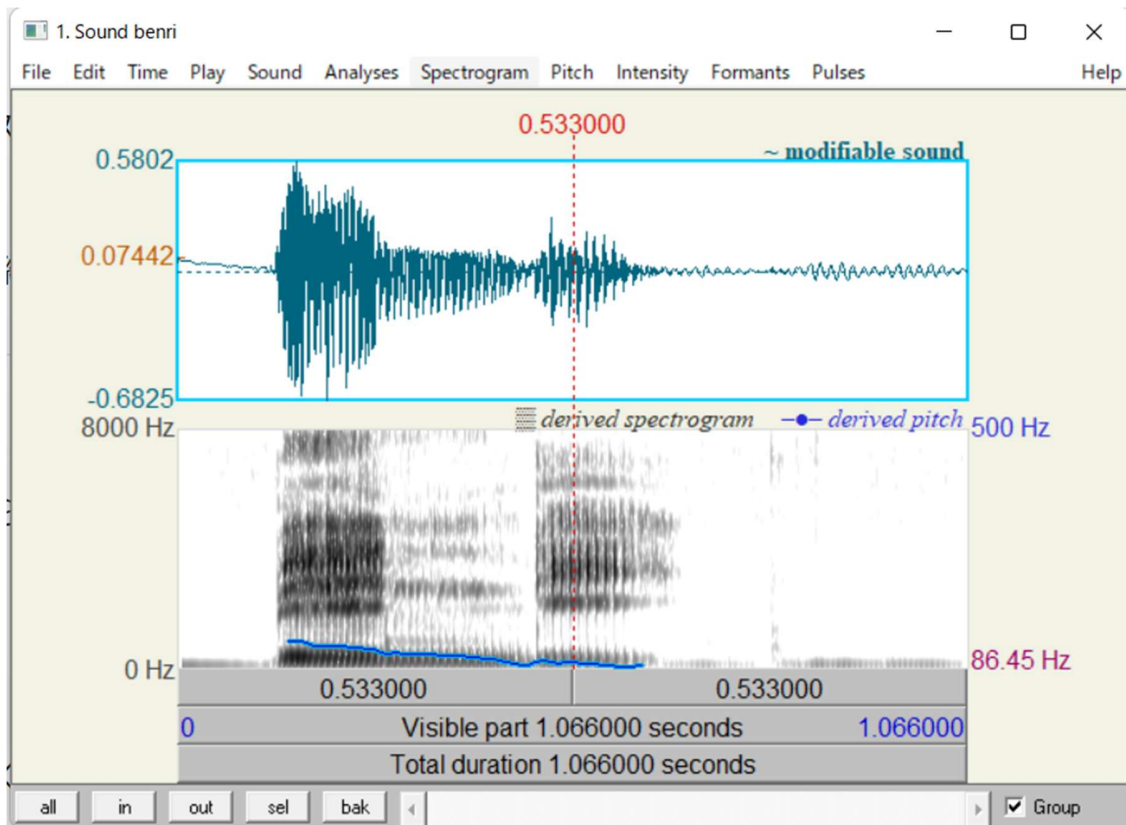 1. Sound benri
File Edit Time Play Sound Analyses Spectrogram Pitch Intensity Formants Pulses Help
0.533000
0.5802
~ modifiable sound
0.07442
-0.6825
8000 Hz
derived spectrogram
derived pitch
500 Hz
0 Hz
86.45 Hz
0.533000 0.533000
0 Visible part 1.066000 seconds 1.066000
Total duration 1.066000 seconds
all in out sel bak Group